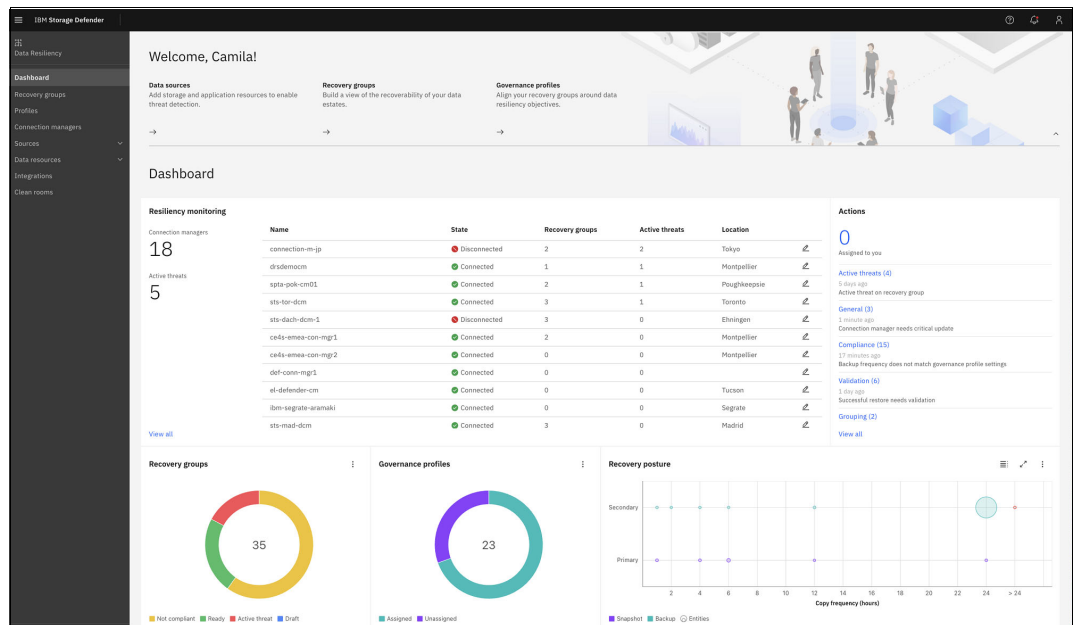 IBM Storage Defender
Data Resiliency
Dashboard
Recovery groups
Profiles
Connection managers
Sources
Data resources
Integrations
Clean rooms
Welcome, Camila!
Data sources
Add storage and application resources to enable
threat detection.
→
Recovery groups
Build a view of the recoverability of your data
estates.
→
Governance profiles
Align your recovery groups around data
resiliency objectives.
→
Dashboard
Resiliency monitoring
Connection managers
18
Active threats
5
View all
Name State Recovery groups Active threats Location
connection-m-jp Disconnected 2 2 Tokyo
drsdemocm Connected 1 1 Montpellier
spta-pok-cm01 Connected 2 1 Poughkeepsie
sts-tor-dcm Connected 3 1 Toronto
sts-dach-dcm-1 Disconnected 3 0 Ehningen
ce4s-emea-con-mgr1 Connected 2 0 Montpellier
ce4s-emea-con-mgr2 Connected 0 0 Montpellier
def-conn-mgr1 Connected 0 0
el-defender-cm Connected 0 0 Tucson
ibm-segrate-aramaki Connected 0 0 Segrate
sts-mad-dcm Connected 3 0 Madrid
Actions
0
Assigned to you
Active threats (4)
5 days ago
Active threat on recovery group
General (3)
1 minute ago
Connection manager needs critical update
Compliance (15)
17 minutes ago
Backup frequency does not match governance profile settings
Validation (6)
1 day ago
Successful restore needs validation
Grouping (2)
View all
Recovery groups
35
Not compliant Ready Active threat Draft
Governance profiles
23
Assigned Unassigned
Recovery posture
Secondary
Primary
2 4 6 8 10 12 14 16 18 20 22 24 > 24
Copy frequency (hours)
Snapshot Backup Entities